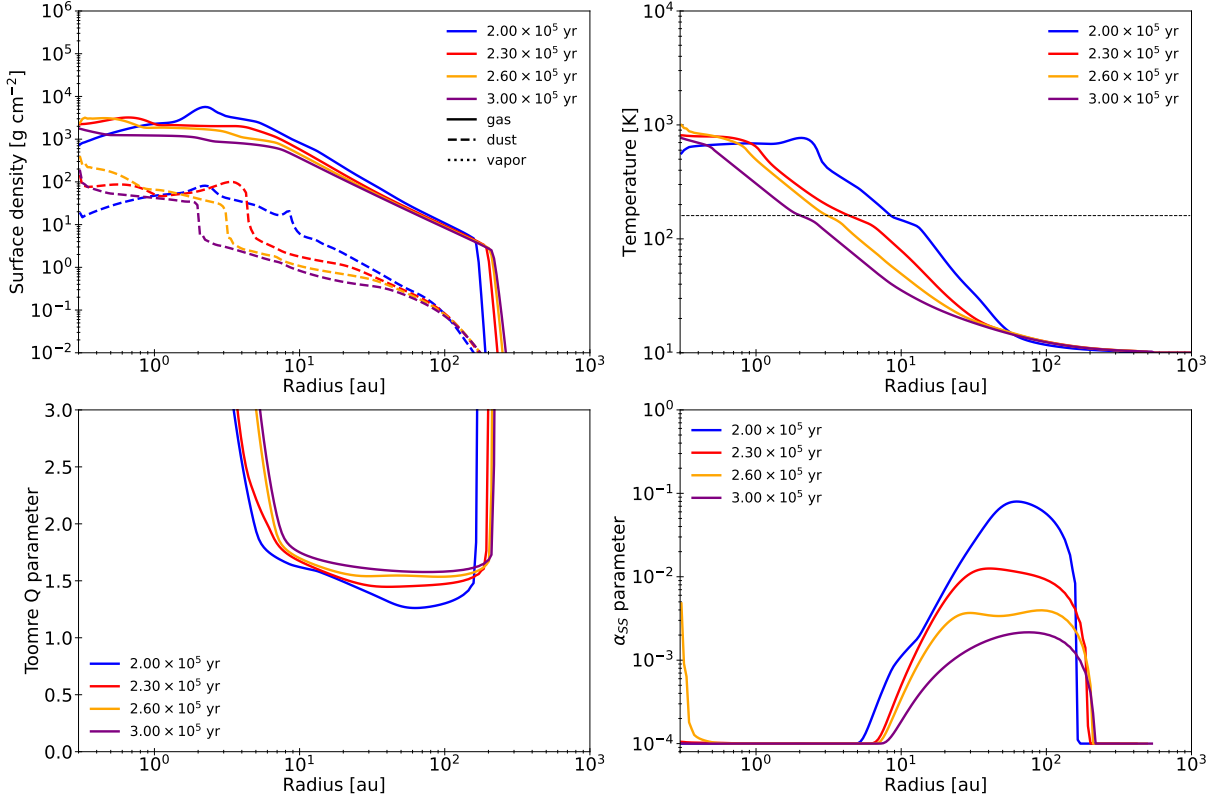 10⁶
10⁵
10⁴
10³
10²
10¹
10⁰
10⁻¹
10⁻²
Surface density [g cm⁻²]
2.00 × 10⁵ yr
2.30 × 10⁵ yr
2.60 × 10⁵ yr
3.00 × 10⁵ yr
gas
dust
vapor
10⁰ 10¹ 10² 10³
Radius [au]
10⁴
10³
10²
10¹
Temperature [K]
2.00 × 10⁵ yr
2.30 × 10⁵ yr
2.60 × 10⁵ yr
3.00 × 10⁵ yr
10⁰ 10¹ 10² 10³
Radius [au]
3.0
2.5
2.0
1.5
1.0
0.5
0.0
Toomre Q parameter
2.00 × 10⁵ yr
2.30 × 10⁵ yr
2.60 × 10⁵ yr
3.00 × 10⁵ yr
10⁰ 10¹ 10² 10³
Radius [au]
10⁰
10⁻¹
10⁻²
10⁻³
10⁻⁴
α_SS parameter
2.00 × 10⁵ yr
2.30 × 10⁵ yr
2.60 × 10⁵ yr
3.00 × 10⁵ yr
10⁰ 10¹ 10² 10³
Radius [au]